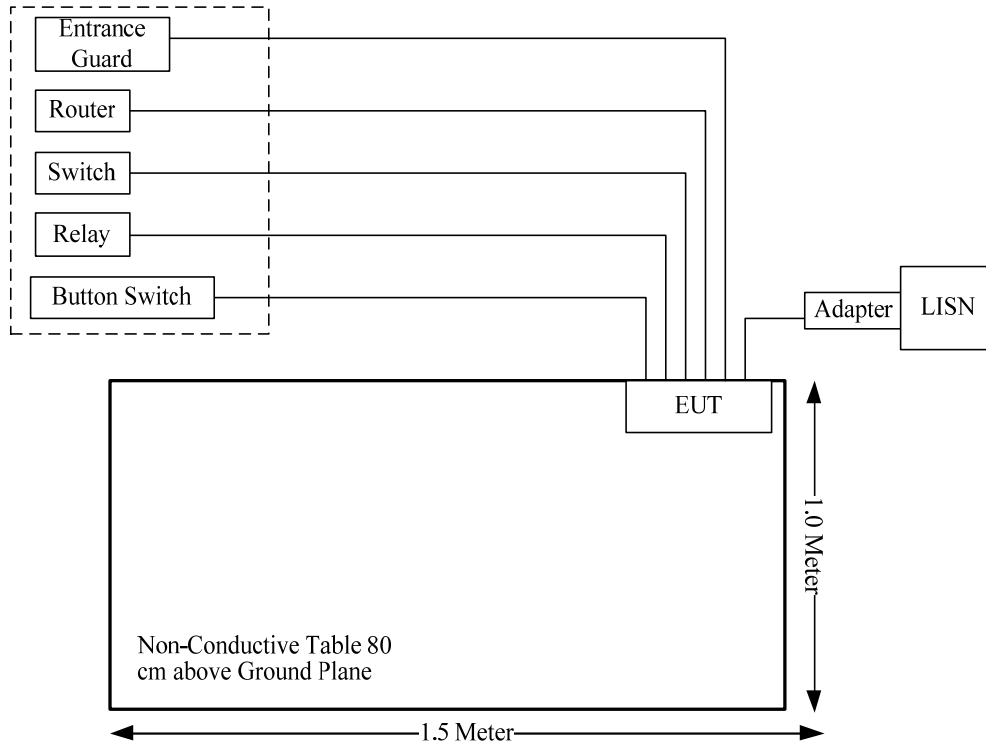 Entrance
Guard
Router
Switch
Relay
Button Switch
Adapter
LISN
EUT
1.0 Meter
Non-Conductive Table 80
cm above Ground Plane
1.5 Meter